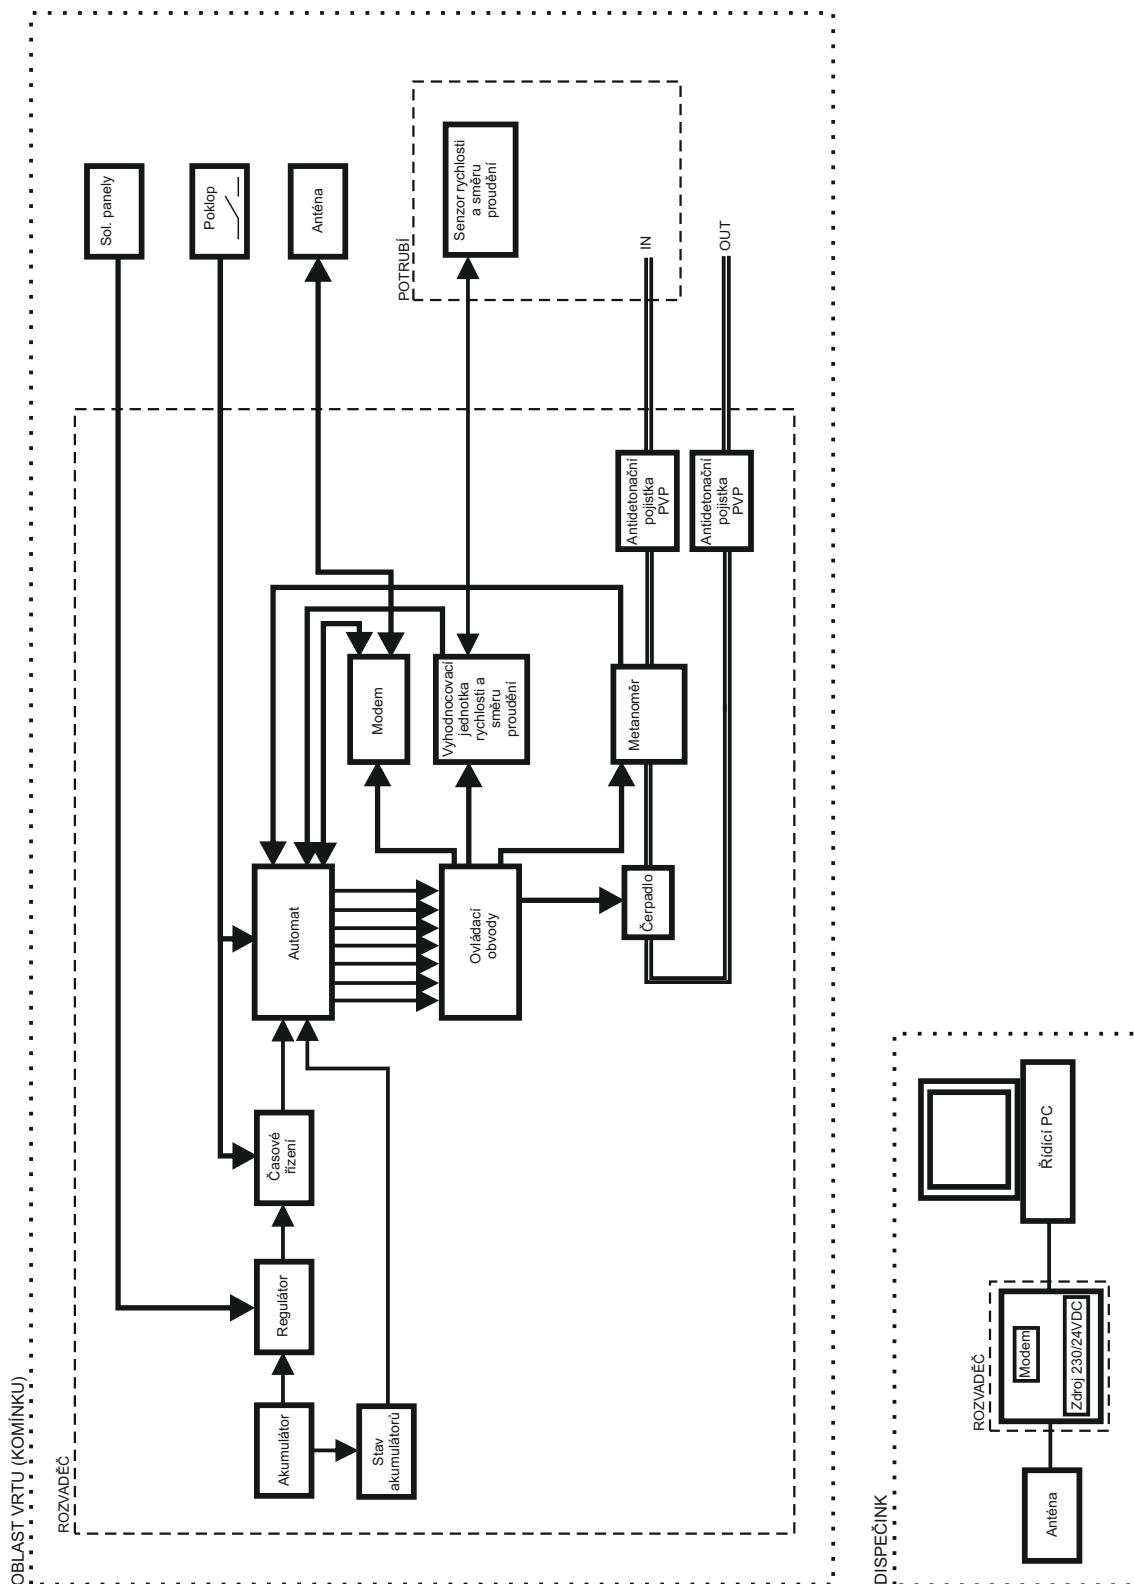 OBLAST VRTU (KOMÍNKU)
ROZVADĚČ
Sol. panely
Poklop
Anténa
POTRUBÍ
Senzor rychlosti
a směru
proudění
IN
OUT
Antidetonační
pojistka
PVP
Antidetonační
pojistka
PVP
Modem
Vyhodnocovací
jednotka
rychlosti a
směru
proudění
Metanoměr
Automat
Ovládací
obvody
Čerpadlo
Časové
řízení
Regulátor
Akumulátor
Stav
akumulátorů
DISPEČINK
Řídící PC
ROZVADĚČ
Modem
Zdroj 230/24VDC
Anténa